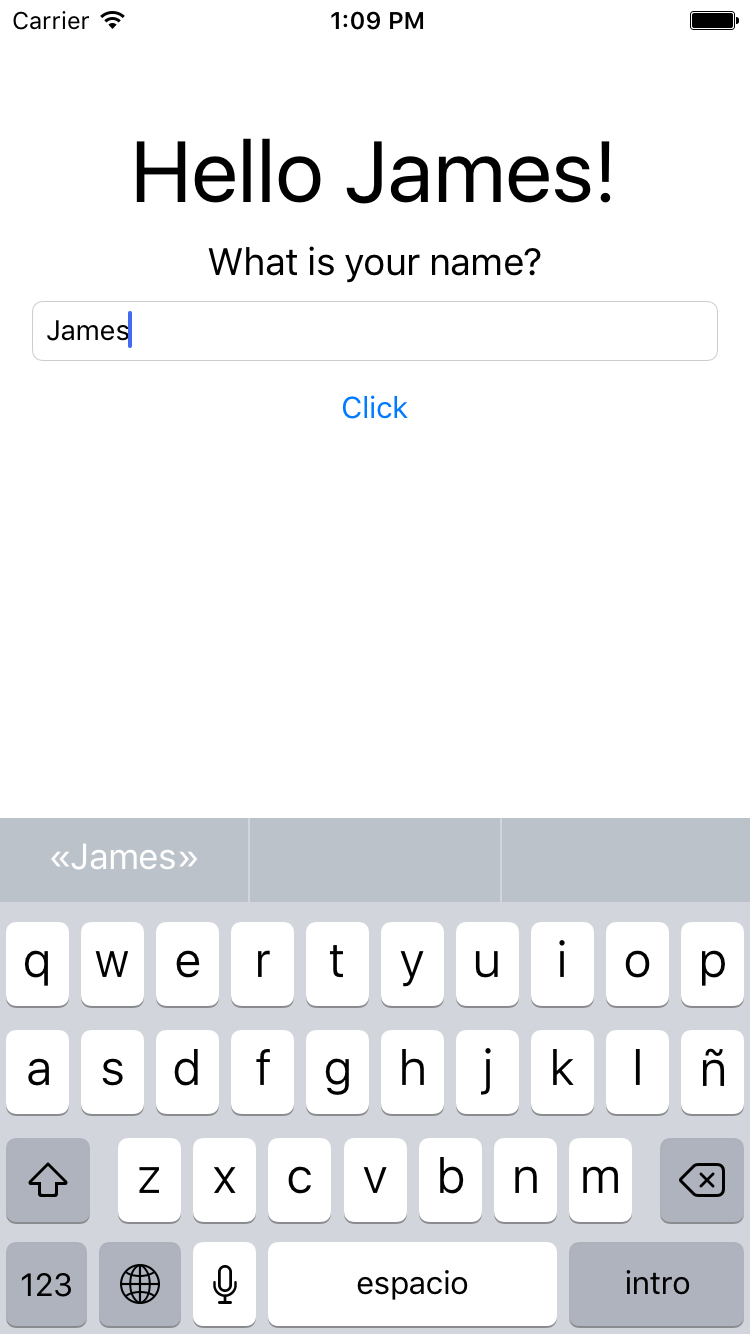 Carrier 1:09 PM
Hello James!
What is your name?
James
Click
«James»
q w e r t y u i o p
a s d f g h j k l ñ
z x c v b n m
123 espacio intro